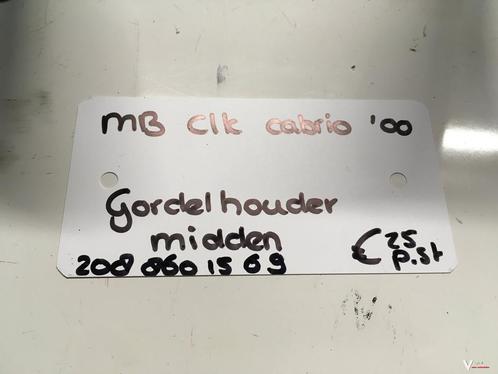 MB Clk cabrio '00
Gordelhouder
midden
€ 25
p.st
208 860 15 69